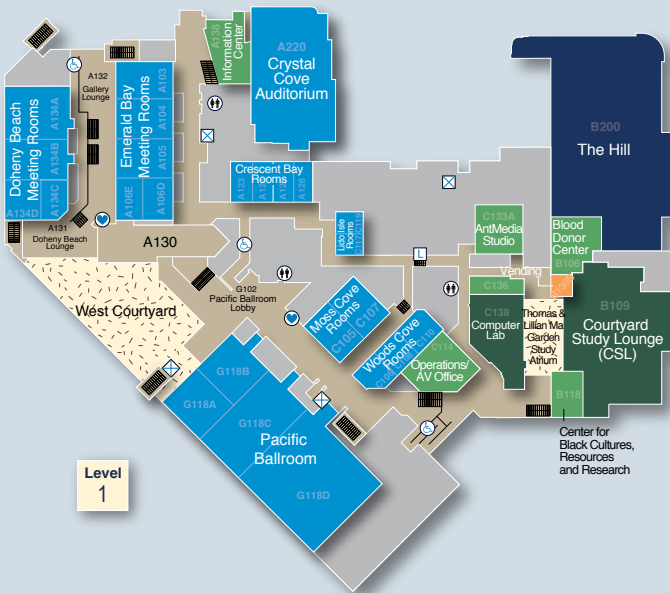 A138
Information
Center
A220
Crystal
Cove
Auditorium
B200
The Hill
A132
Gallery
Lounge
Doheny Beach
Meeting Rooms
A134A
A134B
A134C
A134D
Emerald Bay
Meeting Rooms
A103
A104
A105
A106E
A106D
Crescent Bay
Rooms
A123
A126
A131
Doheny Beach
Lounge
A130
Lido Isle
Rooms
C133A
AntMedia
Studio
Blood
Donor
Center
B106
L
Vending
C136
G102
Pacific Ballroom
Lobby
West Courtyard
Moss Cove
Rooms
C105
C107
Woods Cove
Rooms
C110
C114
Operations/
AV Office
C138
Computer
Lab
Thomas &
Lillian Ma
Garden
Study
Atrium
B109
Courtyard
Study Lounge
(CSL)
B118
Center for
Black Cultures,
Resources
and Research
G118B
G118A
G118C
Pacific
Ballroom
G118D
Level
1